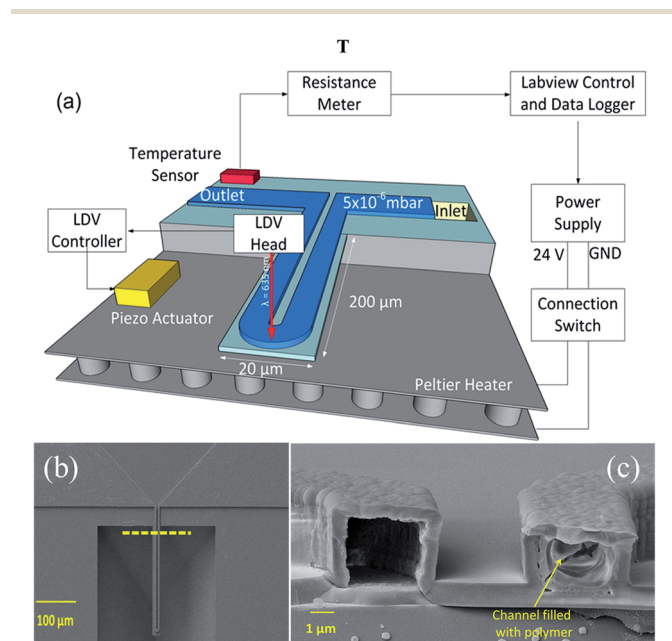 T
(a)
Resistance
Meter
Labview Control
and Data Logger
Temperature
Sensor
Outlet
5x10⁻⁶mbar
Inlet
LDV
Controller
LDV
Head
λ = 635 nm
Power
Supply
24 V
GND
200 µm
Connection
Switch
Piezo Actuator
20 µm
Peltier Heater
(b)
100 µm
(c)
1 µm
Channel filled
with polymer